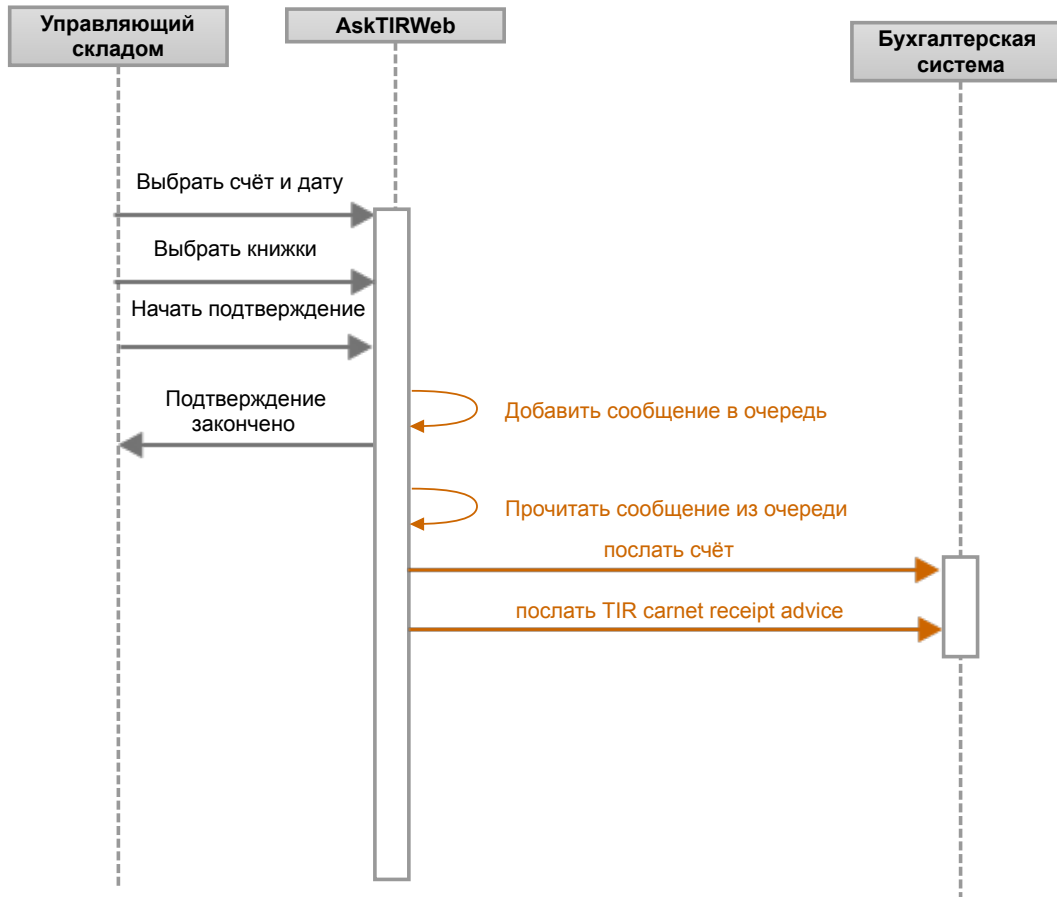 Управляющий
складом
AskTIRWeb
Бухгалтерская
система
Выбрать счёт и дату
Выбрать книжки
Начать подтверждение
Подтверждение
закончено
Добавить сообщение в очередь
Прочитать сообщение из очереди
послать счёт
послать TIR carnet receipt advice